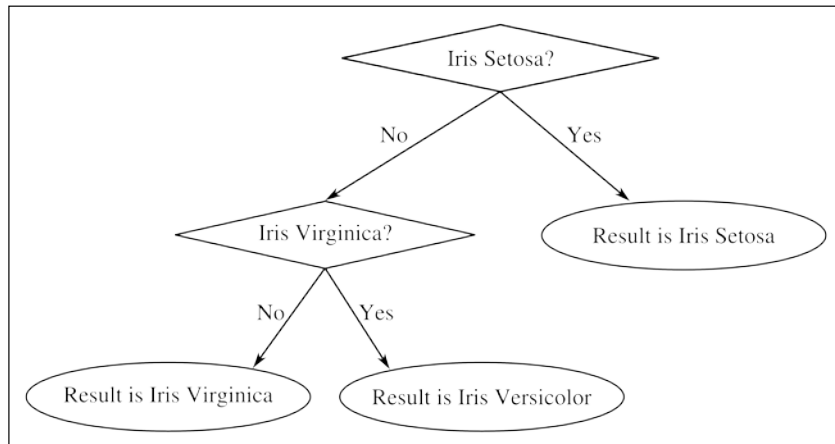 Iris Setosa?
No
Yes
Iris Virginica?
Result is Iris Setosa
No
Yes
Result is Iris Virginica
Result is Iris Versicolor